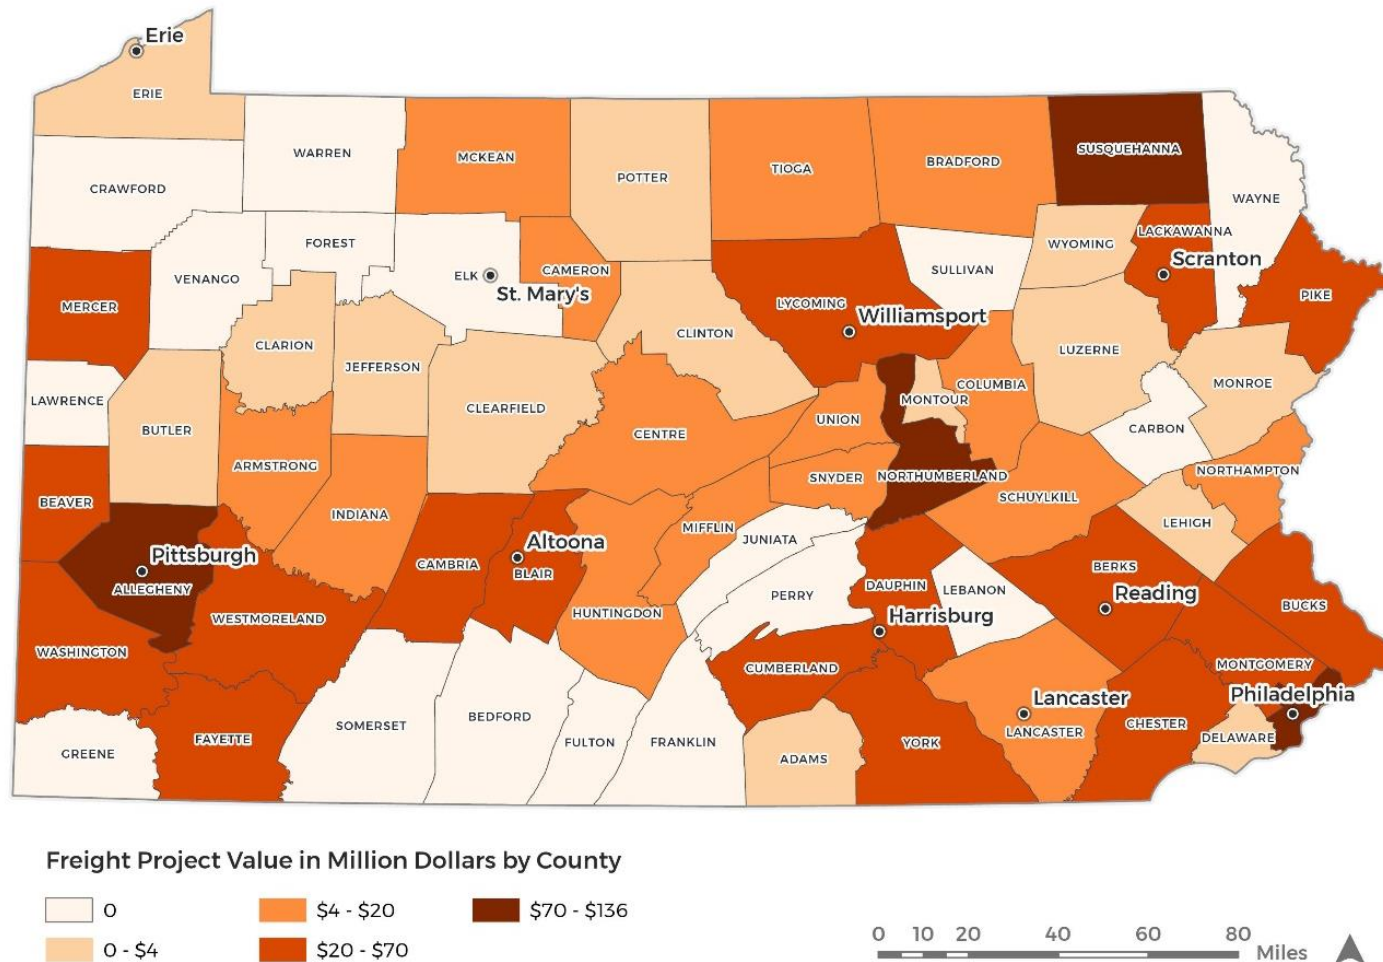 Erie
ERIE
WARREN
MCKEAN
POTTER
TIOGA
BRADFORD
SUSQUEHANNA
CRAWFORD
WAYNE
FOREST
VENANGO
ELK
St. Mary's
CAMERON
SULLIVAN
WYOMING
LACKAWANNA
Scranton
PIKE
MERCER
LYCOMING
Williamsport
CLINTON
CLARION
JEFFERSON
LUZERNE
MONROE
COLUMBIA
LAWRENCE
MONTOUR
CLEARFIELD
UNION
BUTLER
CENTRE
CARBON
ARMSTRONG
SNYDER
NORTHUMBERLAND
NORTHAMPTON
BEAVER
INDIANA
SCHUYLKILL
MIFFLIN
JUNIATA
LEHIGH
Pittsburgh
ALLEGHENY
Altoona
BLAIR
CAMBRIA
DAUPHIN
LEBANON
BERKS
Reading
PERRY
HUNTINGDON
Harrisburg
BUCKS
WESTMORELAND
WASHINGTON
CUMBERLAND
MONTGOMERY
Philadelphia
Lancaster
LANCASTER
CHESTER
DELAWARE
SOMERSET
BEDFORD
FULTON
FRANKLIN
ADAMS
YORK
FAYETTE
GREENE
Freight Project Value in Million Dollars by County
0
0 - $4
$4 - $20
$20 - $70
$70 - $136
0 10 20 40 60 80 Miles